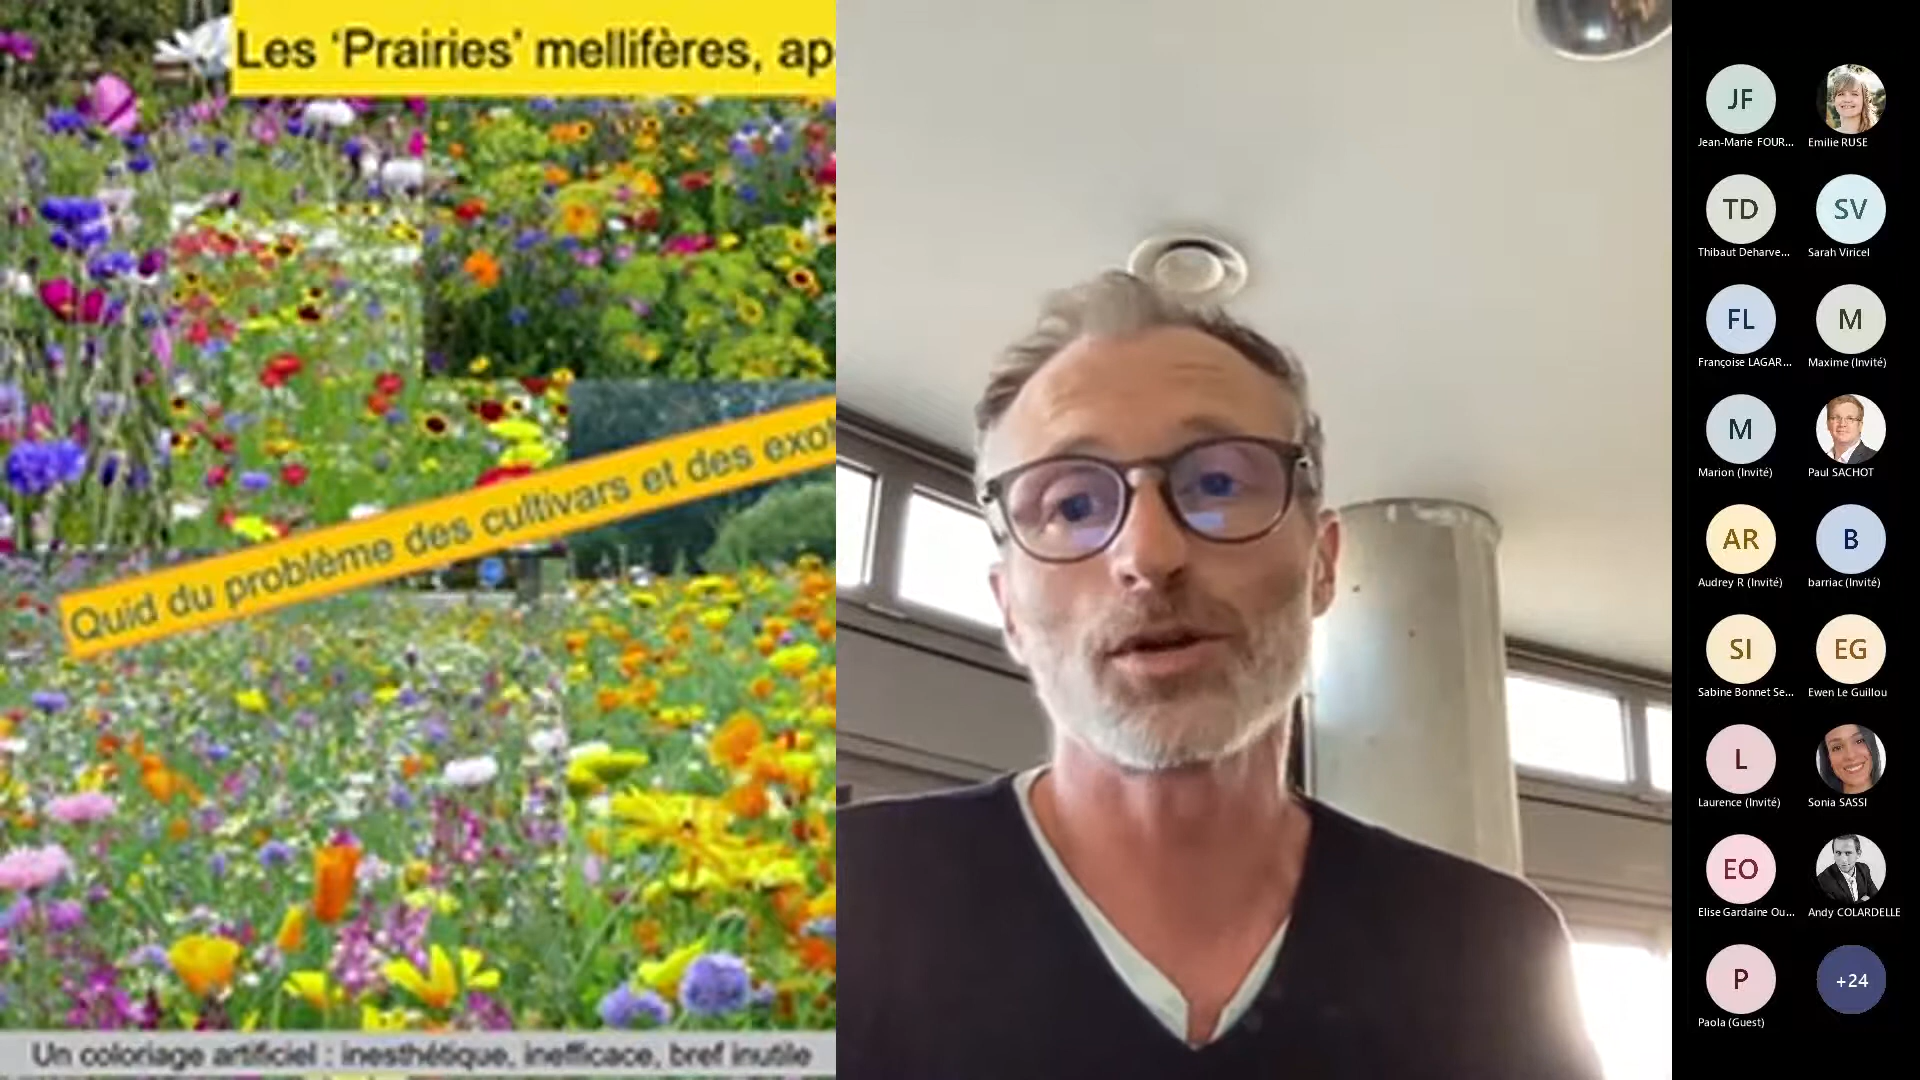 Les ‘Prairies’ mellifères, ap
Quid du problème des cultivars et des exo
Un coloriage artificiel : inesthétique, inefficace, bref inutile
JF
Jean-Marie FOUR...
Emilie RUSE
TD
Thibaut Deharve...
SV
Sarah Viricel
FL
Françoise LAGAR...
M
Maxime (Invité)
M
Marion (Invité)
Paul SACHOT
AR
Audrey R (Invité)
B
barriac (Invité)
SI
Sabine Bonnet Se...
EG
Ewen Le Guillou
L
Laurence (Invité)
Sonia SASSI
EO
Elise Gardaine Ou...
Andy COLARDELLE
P
Paola (Guest)
+24